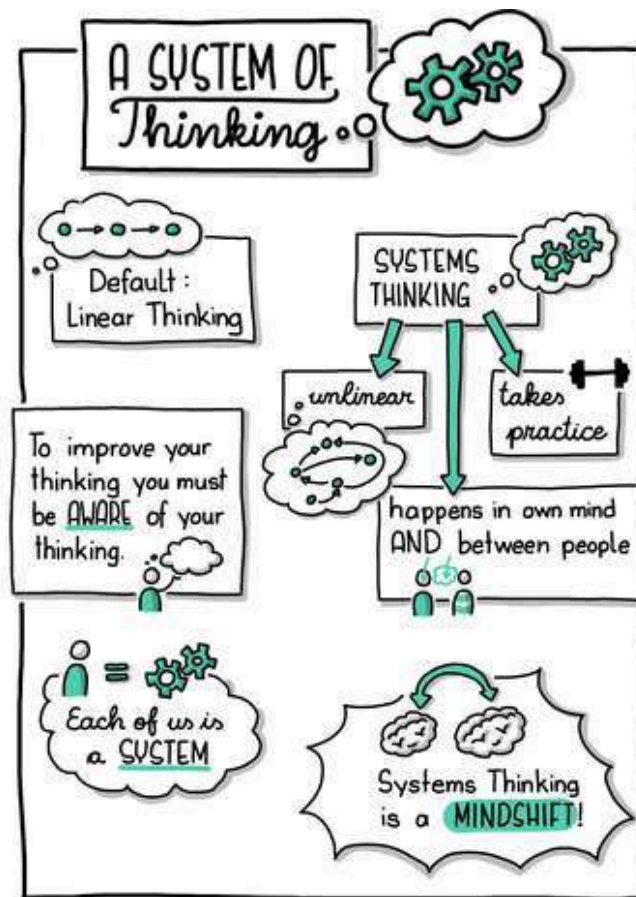 A SYSTEM OF
Thinking
Default:
Linear Thinking
SYSTEMS
THINKING
unlinear
takes
practice
To improve your
thinking you must
be AWARE of your
thinking.
happens in own mind
AND between people
Each of us is
a SYSTEM
Systems Thinking
is a MINDSHIFT!